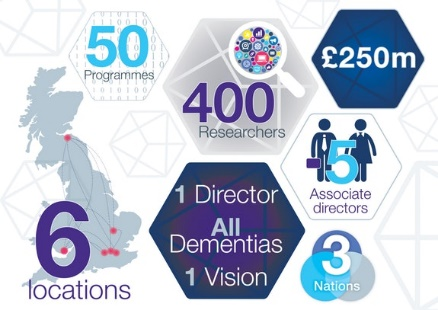 50
Programmes
400
Researchers
£250m
5
Associate
directors
1 Director
All
Dementias
1 Vision
3
Nations
6
locations